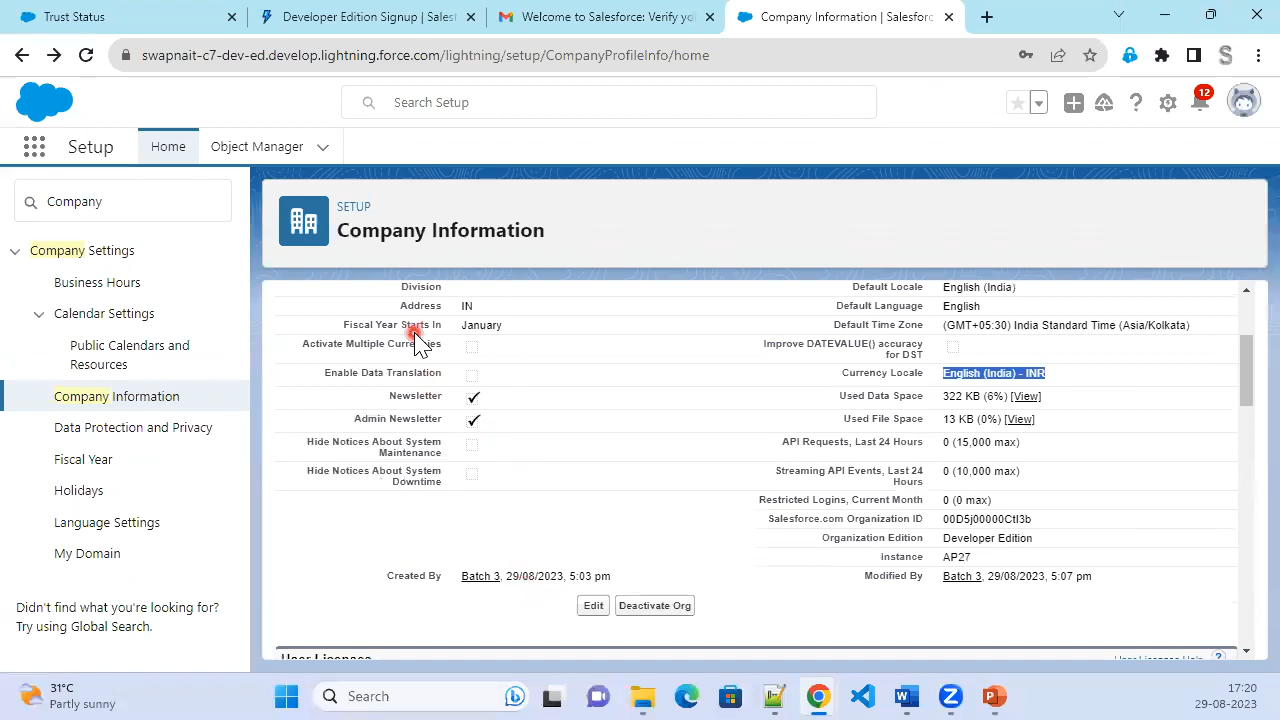 Trust Status
Developer Edition Signup | Salesf
Welcome to Salesforce: Verify yo
Company Information | Salesforc
swapnait-c7-dev-ed.develop.lightning.force.com/lightning/setup/CompanyProfileInfo/home
Search Setup
12
Setup
Home
Object Manager
Company
Company Settings
Business Hours
Calendar Settings
Public Calendars and
Resources
Company Information
Data Protection and Privacy
Fiscal Year
Holidays
Language Settings
My Domain
Didn't find what you're looking for?
Try using Global Search.
SETUP
Company Information
Division
Default Locale English (India)
Address IN
Default Language English
Fiscal Year Starts In January
Default Time Zone (GMT+05:30) India Standard Time (Asia/Kolkata)
Activate Multiple Currencies
Improve DATEVALUE() accuracy
for DST
Enable Data Translation
Currency Locale English (India) - INR
Newsletter
Used Data Space 322 KB (6%) [View]
Admin Newsletter
Used File Space 13 KB (0%) [View]
Hide Notices About System
Maintenance
API Requests, Last 24 Hours 0 (15,000 max)
Hide Notices About System
Downtime
Streaming API Events, Last 24
Hours 0 (10,000 max)
Restricted Logins, Current Month 0 (0 max)
Salesforce.com Organization ID 00D5j00000CtI3b
Organization Edition Developer Edition
Instance AP27
Created By Batch 3, 29/08/2023, 5:03 pm
Modified By Batch 3, 29/08/2023, 5:07 pm
Edit
Deactivate Org
User Licenses
User Licenses Help
31°C
Partly sunny
Search
17:20
29-08-2023